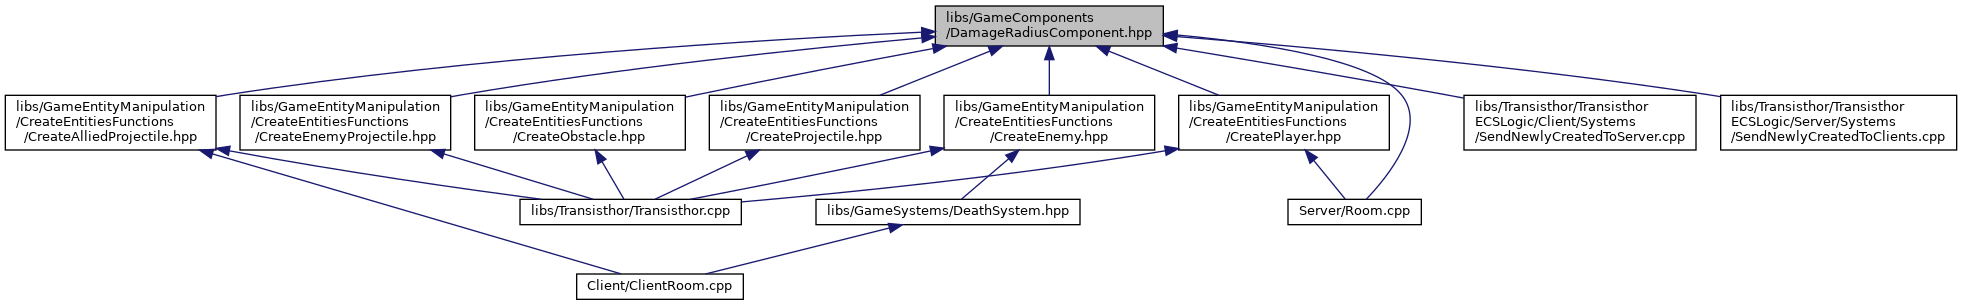 libs/GameComponents
/DamageRadiusComponent.hpp
libs/GameEntityManipulation
/CreateEntitiesFunctions
/CreateAlliedProjectile.hpp
libs/GameEntityManipulation
/CreateEntitiesFunctions
/CreateEnemyProjectile.hpp
libs/GameEntityManipulation
/CreateEntitiesFunctions
/CreateObstacle.hpp
libs/GameEntityManipulation
/CreateEntitiesFunctions
/CreateProjectile.hpp
libs/GameEntityManipulation
/CreateEntitiesFunctions
/CreateEnemy.hpp
libs/GameEntityManipulation
/CreateEntitiesFunctions
/CreatePlayer.hpp
libs/Transisthor/Transisthor
ECSLogic/Client/Systems
/SendNewlyCreatedToServer.cpp
libs/Transisthor/Transisthor
ECSLogic/Server/Systems
/SendNewlyCreatedToClients.cpp
libs/Transisthor/Transisthor.cpp
libs/GameSystems/DeathSystem.hpp
Server/Room.cpp
Client/ClientRoom.cpp